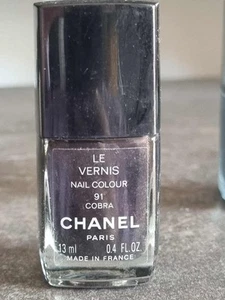 LE
VERNIS
NAIL COLOUR
91
COBRA
CHANEL
PARIS
13 ml 0.4 FL.OZ.
MADE IN FRANCE